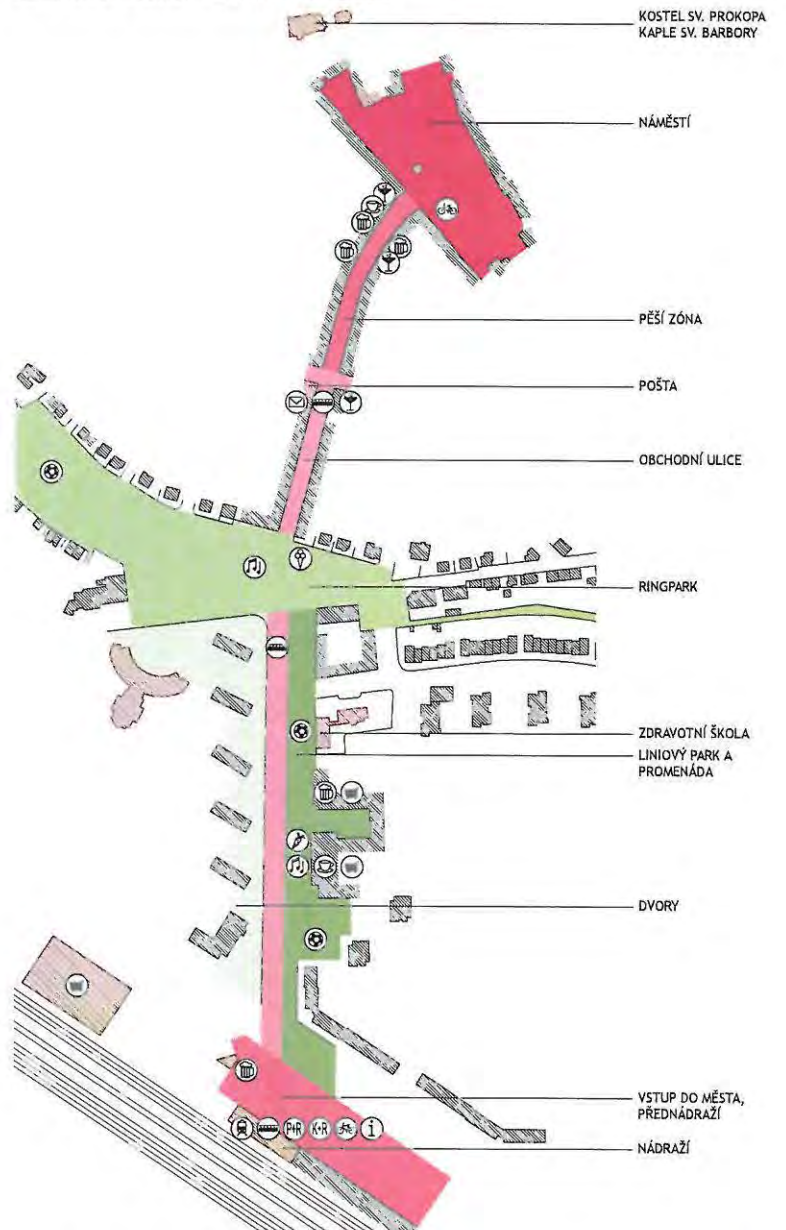 KOSTEL SV. PROKOPA
KAPLE SV. BARBORY
NÁMĚSTÍ
PĚŠÍ ZÓNA
POŠTA
OBCHODNÍ ULICE
RINGPARK
ZDRAVOTNÍ ŠKOLA
LINIOVÝ PARK A
PROMENÁDA
DVORY
VSTUP DO MĚSTA,
PŘEDNÁDRAŽÍ
P+R K+R i
NÁDRAŽÍ